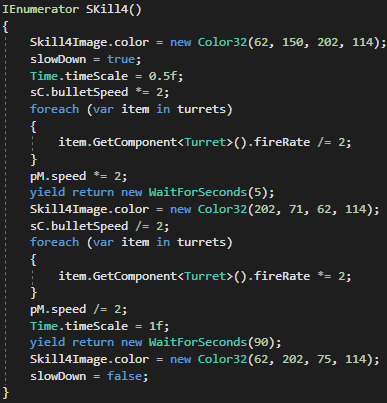 IEnumerator SKill4()
{
Skill4Image.color = new Color32(62, 150, 202, 114);
slowDown = true;
Time.timeScale = 0.5f;
sC.bulletSpeed *= 2;
foreach (var item in turrets)
{
item.GetComponent<Turret>().fireRate /= 2;
}
pM.speed *= 2;
yield return new WaitForSeconds(5);
Skill4Image.color = new Color32(202, 71, 62, 114);
sC.bulletSpeed /= 2;
foreach (var item in turrets)
{
item.GetComponent<Turret>().fireRate *= 2;
}
pM.speed /= 2;
Time.timeScale = 1f;
yield return new WaitForSeconds(90);
Skill4Image.color = new Color32(62, 202, 75, 114);
slowDown = false;
}